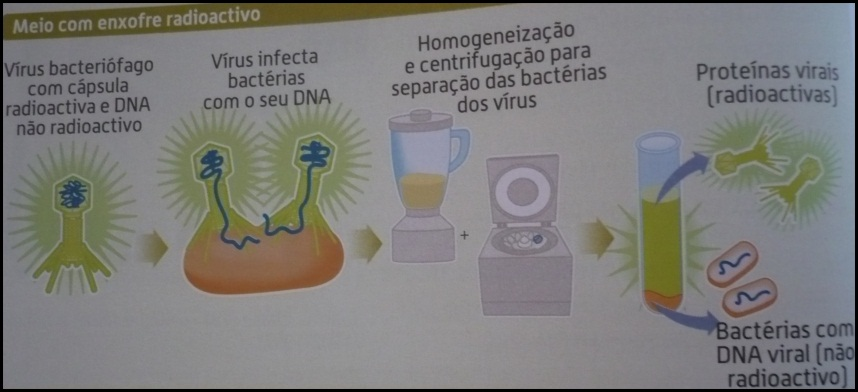 Meio com enxofre radioactivo
Vírus bacteriófago
com cápsula
radioactiva e DNA
não radioactivo
Vírus infecta
bactérias
com o seu DNA
Homogeneização
e centrifugação para
separação das bactérias
dos vírus
+
Proteínas virais
(radioactivas)
Bactérias com
DNA viral (não
radioactivo)